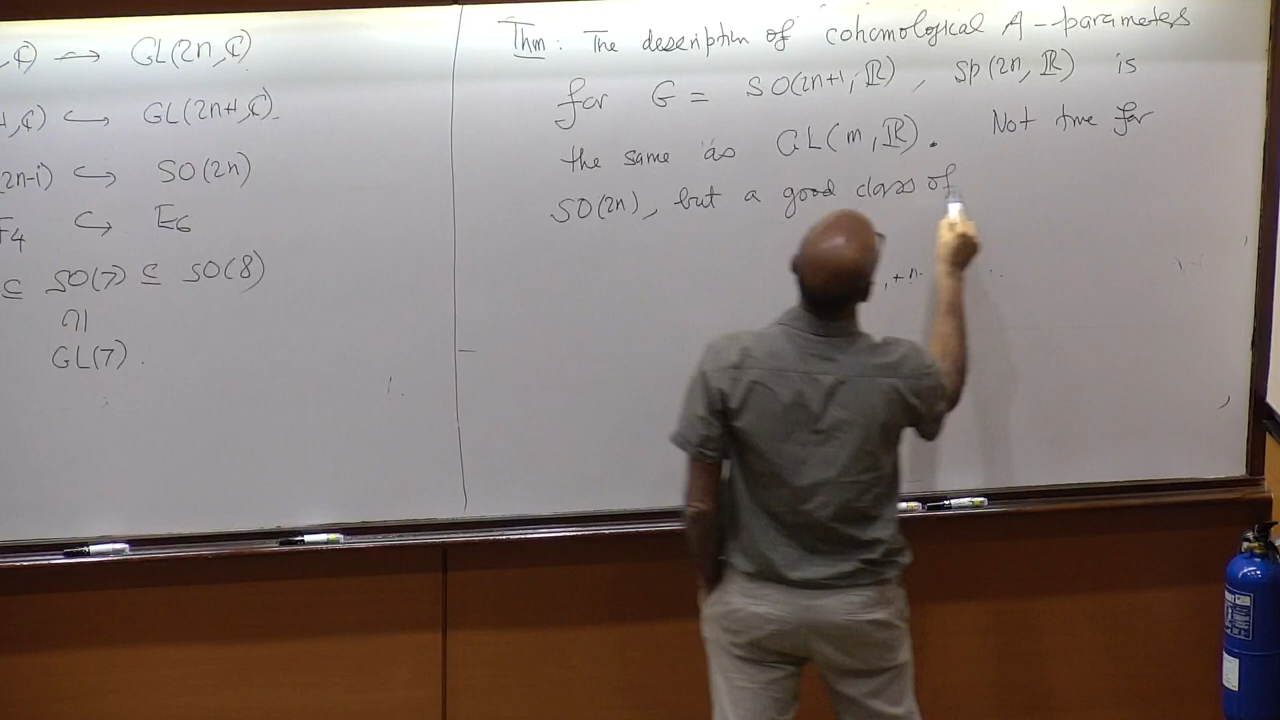 ,ℂ) ↪ GL(2n,ℂ)
,ℂ) ↪ GL(2n+1,ℂ)
(2n-1) ↪ SO(2n)
F4 ↪ E6
⊆ SO(7) ⊆ SO(8)
GL(7).
Thm: The description of cohomological A-parameters
for G = SO(2n+1,ℝ), Sp(2n,ℝ) is
the same as GL(m,ℝ). Not true for
SO(2n), but a good class of